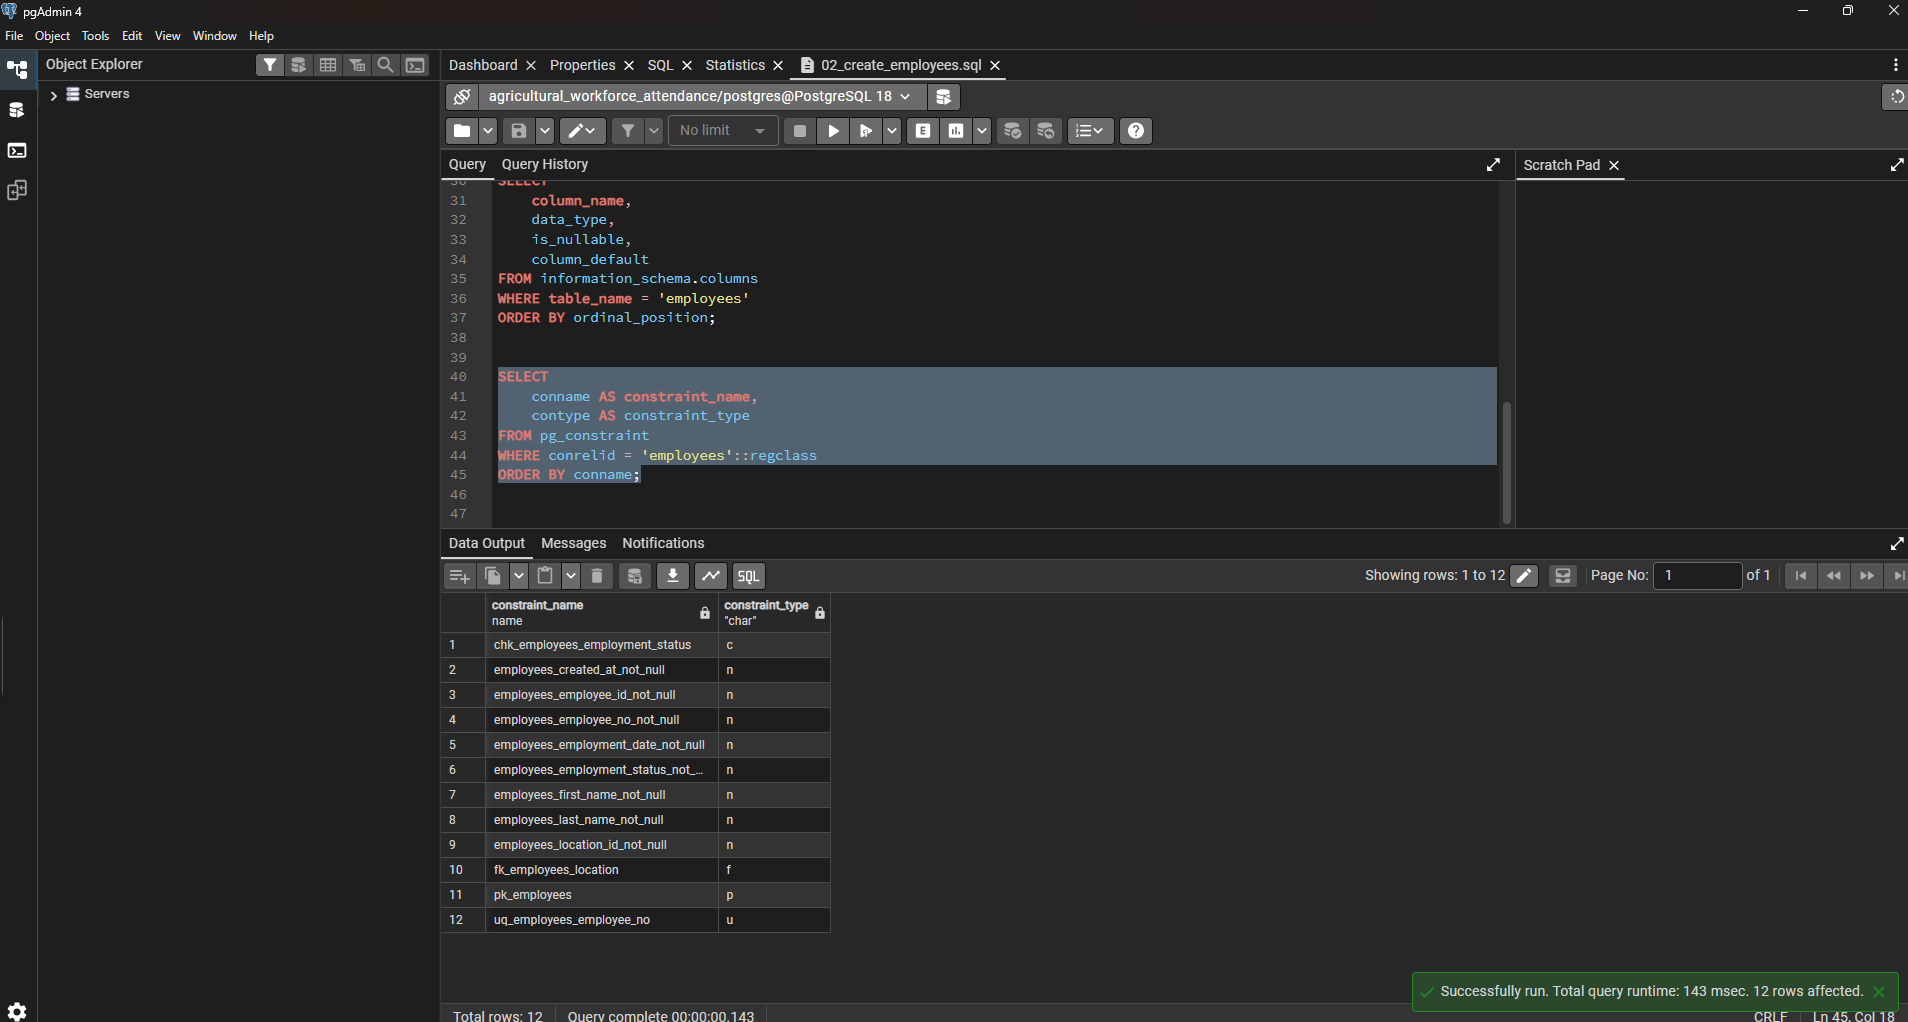 pgAdmin 4
File Object Tools Edit View Window Help
Object Explorer
Servers
Dashboard Properties SQL Statistics 02_create_employees.sql
agricultural_workforce_attendance/postgres@PostgreSQL 18
No limit
Query Query History
Scratch Pad
30 SELECT
31 column_name,
32 data_type,
33 is_nullable,
34 column_default
35 FROM information_schema.columns
36 WHERE table_name = 'employees'
37 ORDER BY ordinal_position;
38
39
40 SELECT
41 conname AS constraint_name,
42 contype AS constraint_type
43 FROM pg_constraint
44 WHERE conrelid = 'employees'::regclass
45 ORDER BY conname;
46
47
Data Output Messages Notifications
SQL
Showing rows: 1 to 12 Page No: 1 of 1
constraint_name constraint_type
name "char"
1 chk_employees_employment_status c
2 employees_created_at_not_null n
3 employees_employee_id_not_null n
4 employees_employee_no_not_null n
5 employees_employment_date_not_null n
6 employees_employment_status_not_... n
7 employees_first_name_not_null n
8 employees_last_name_not_null n
9 employees_location_id_not_null n
10 fk_employees_location f
11 pk_employees p
12 uq_employees_employee_no u
Successfully run. Total query runtime: 143 msec. 12 rows affected.
Total rows: 12 Query complete 00:00:00.143 CRLF Ln 45, Col 18